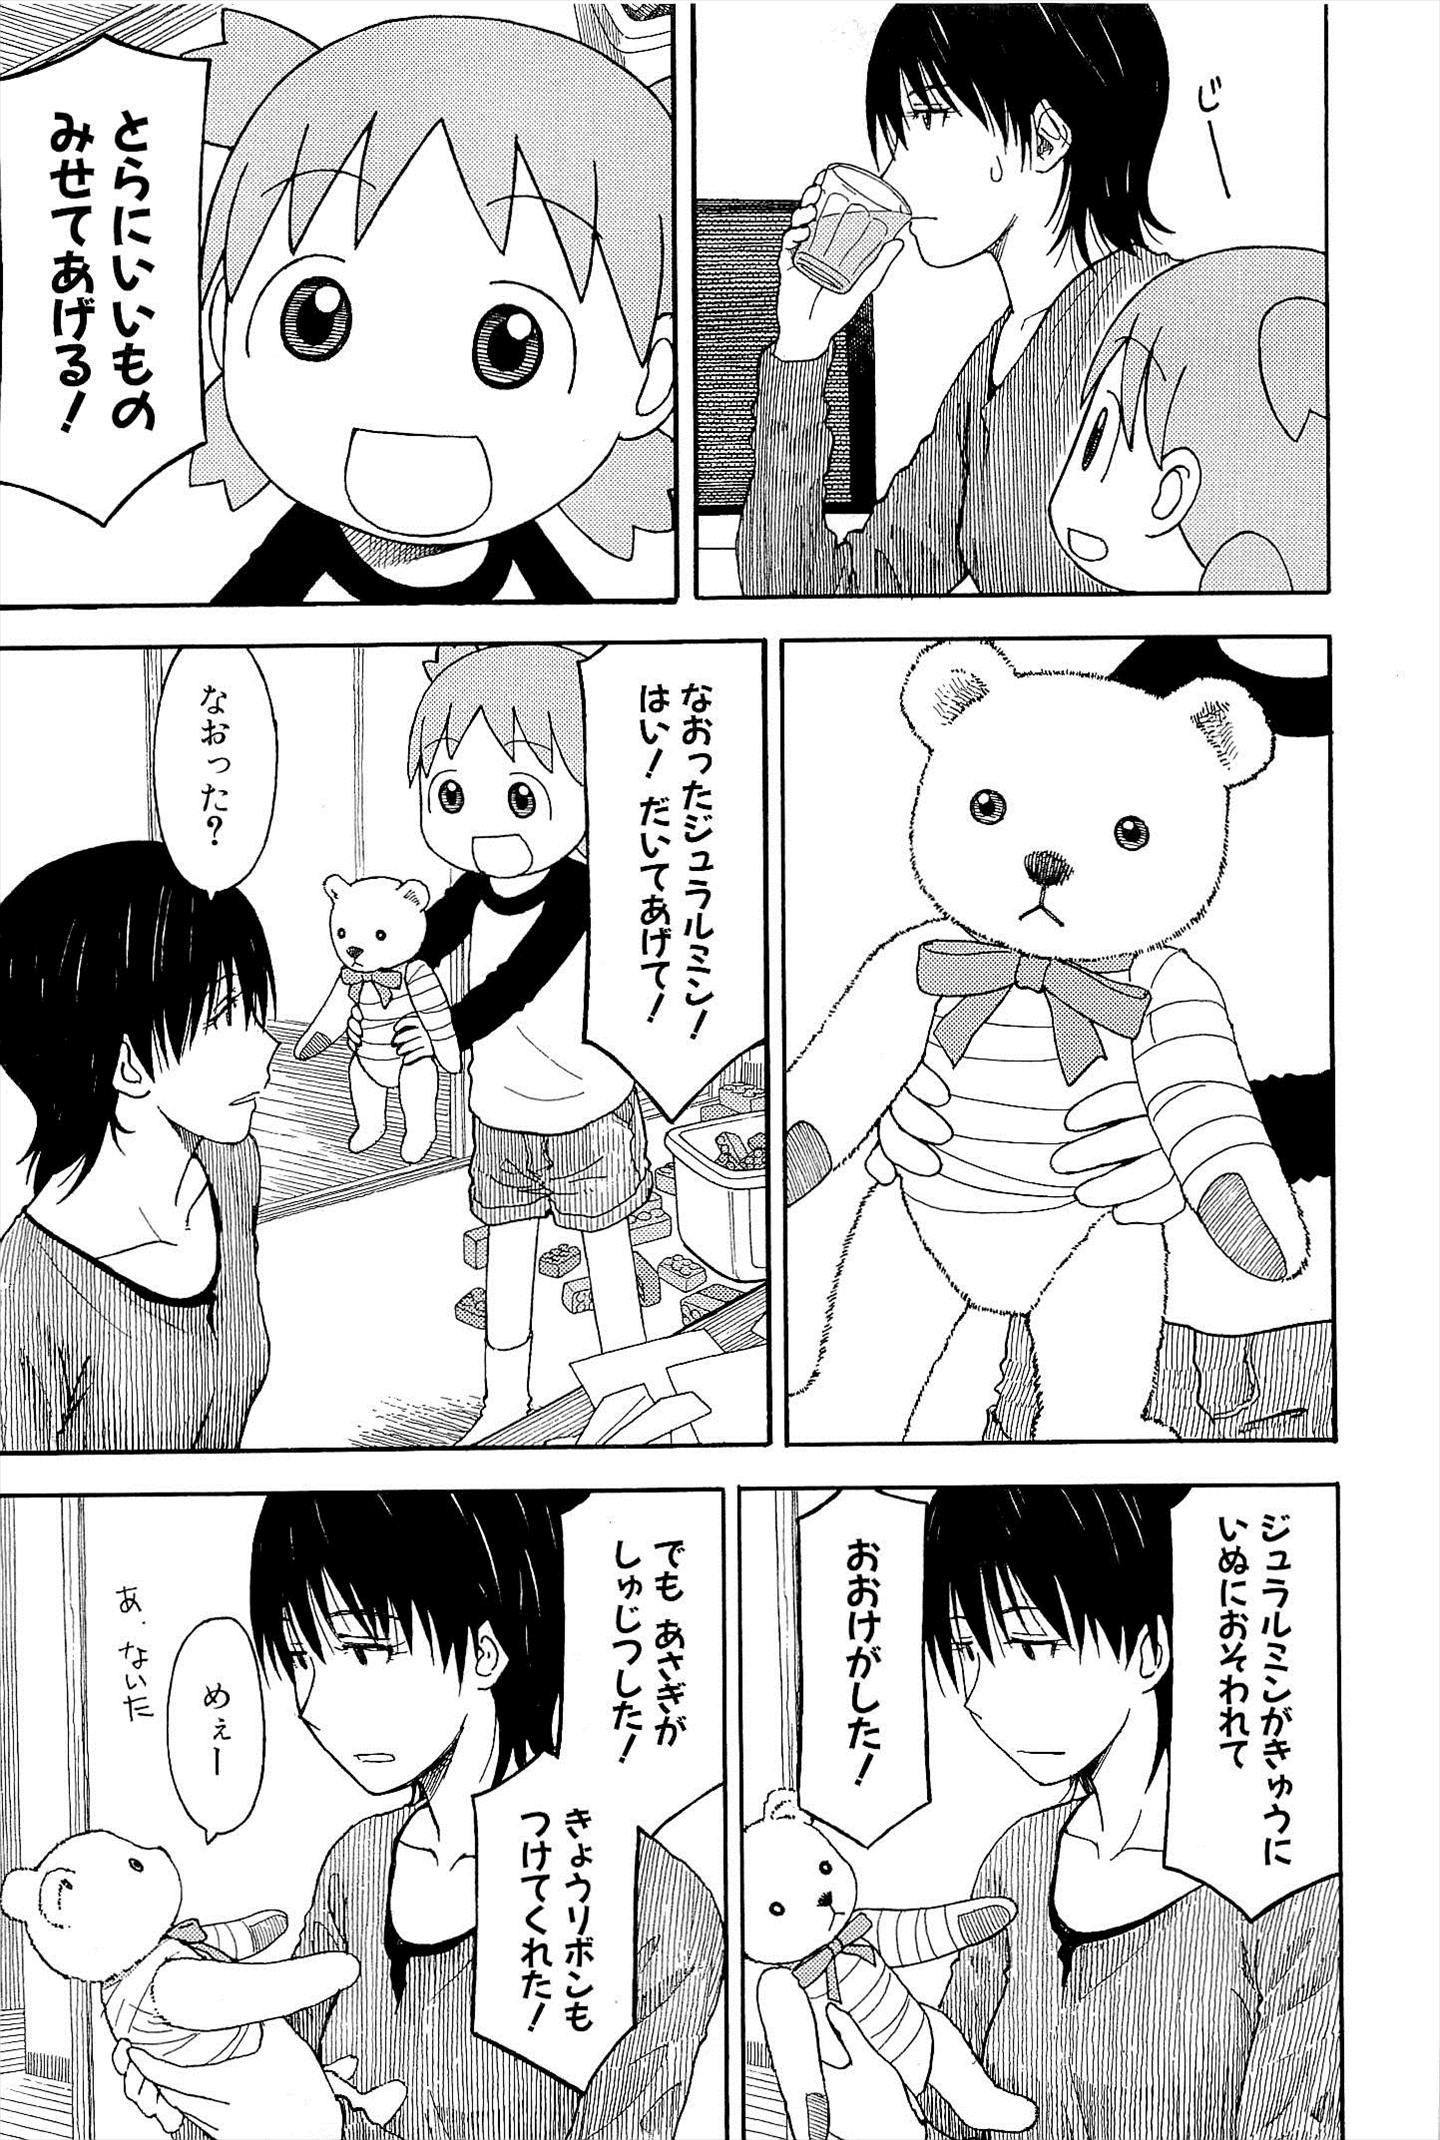 じー
とらにいいもの
みせてあげる！
なおったジュラルミン！
はい！ だいてあげて！
なおった？
ジュラルミンがきゅうに
いぬにおそわれて
おおけがした！
でも あさぎが
しゅじつした！
きょうリボンも
つけてくれた！
めぇー
あ、ないた